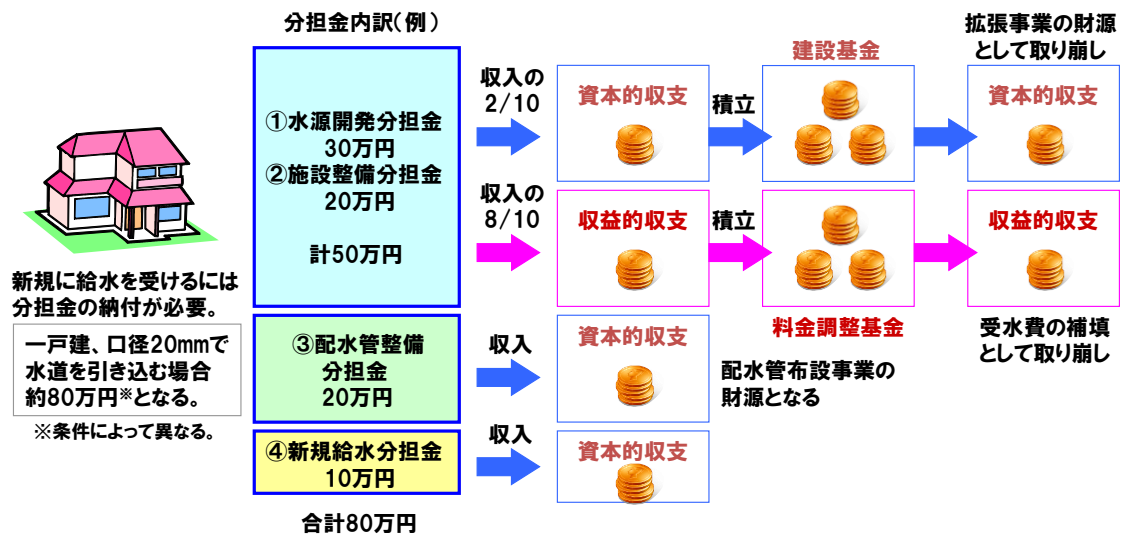 分担金内訳(例)
①水源開発分担金
30万円
②施設整備分担金
20万円
計50万円
③配水管整備
分担金
20万円
④新規給水分担金
10万円
合計80万円
新規に給水を受けるには
分担金の納付が必要。
一戸建、口径20mmで
水道を引き込む場合
約80万円※となる。
※条件によって異なる。
収入の
2/10
資本的収支
積立
建設基金
拡張事業の財源
として取り崩し
資本的収支
収入の
8/10
収益的収支
積立
料金調整基金
収益的収支
受水費の補填
として取り崩し
収入
資本的収支
配水管布設事業の
財源となる
収入
資本的収支